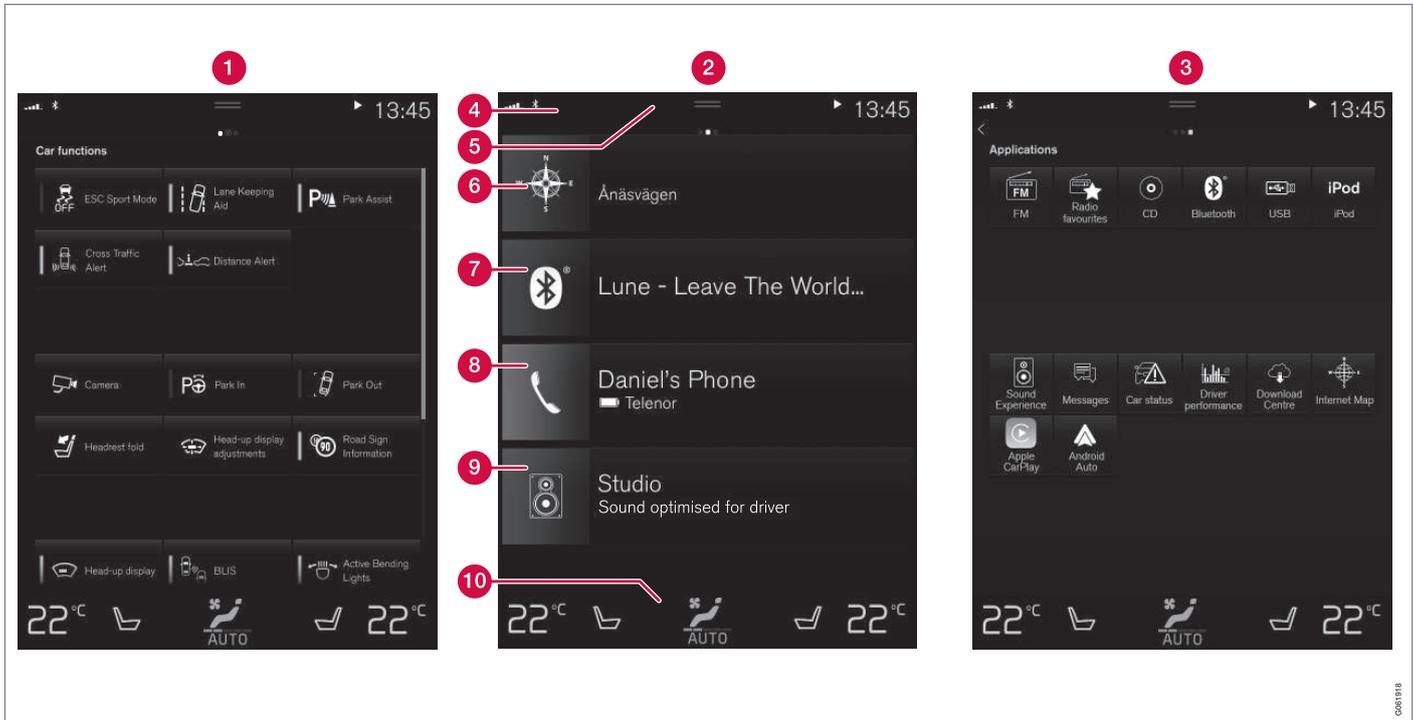 1
2
3
13:45
Car functions
ESC Sport Mode
OFF
Lane Keeping
Aid
Park Assist
Cross Traffic
Alert
Distance Alert
Camera
Park In
Park Out
Headrest fold
Head-up display
adjustments
90
Road Sign
Information
Head-up display
BLIS
Active Bending
Lights
22°C
AUTO
22°C
4
13:45
5
6
N
W
E
S
Ånäsvägen
7
®
Lune - Leave The World...
8
Daniel's Phone
Telenor
9
Studio
Sound optimised for driver
10
22°C
AUTO
22°C
13:45
Applications
FM
FM
Radio
favourites
CD
Bluetooth
USB
iPod
iPod
Sound
Experience
Messages
Car status
Driver
performance
Download
Centre
Internet Map
Apple
CarPlay
Android
Auto
22°C
AUTO
22°C
G061918